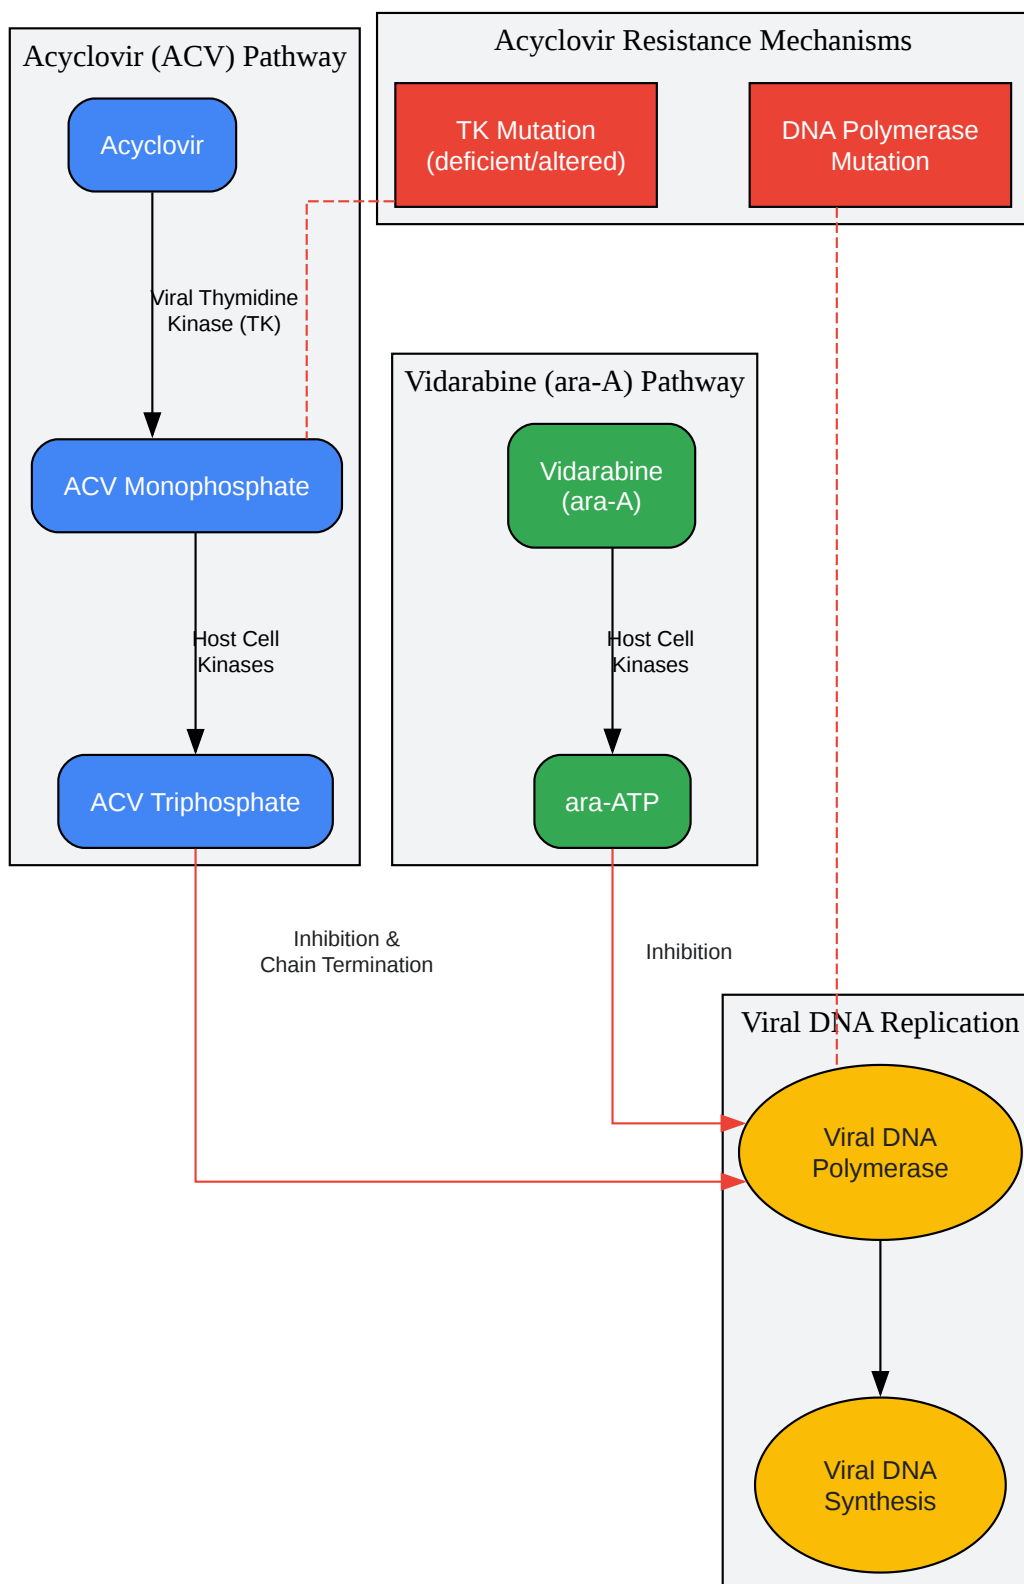 Acyclovir (ACV) Pathway
Acyclovir
Viral Thymidine
Kinase (TK)
ACV Monophosphate
Host Cell
Kinases
ACV Triphosphate
Acyclovir Resistance Mechanisms
TK Mutation
(deficient/altered)
DNA Polymerase
Mutation
Vidarabine (ara-A) Pathway
Vidarabine
(ara-A)
Host Cell
Kinases
ara-ATP
Inhibition &
Chain Termination
Inhibition
Viral DNA Replication
Viral DNA
Polymerase
Viral DNA
Synthesis